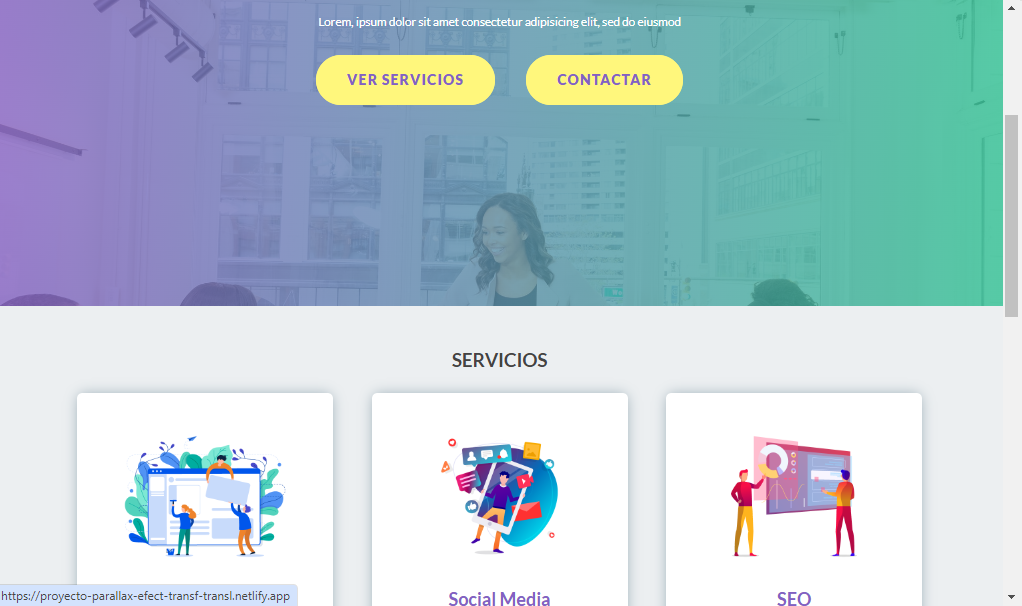 Lorem, ipsum dolor sit amet consectetur adipisicing elit, sed do eiusmod
VER SERVICIOS
CONTACTAR
SERVICIOS
Social Media
SEO
https://proyecto-parallax-efect-transf-transl.netlify.app